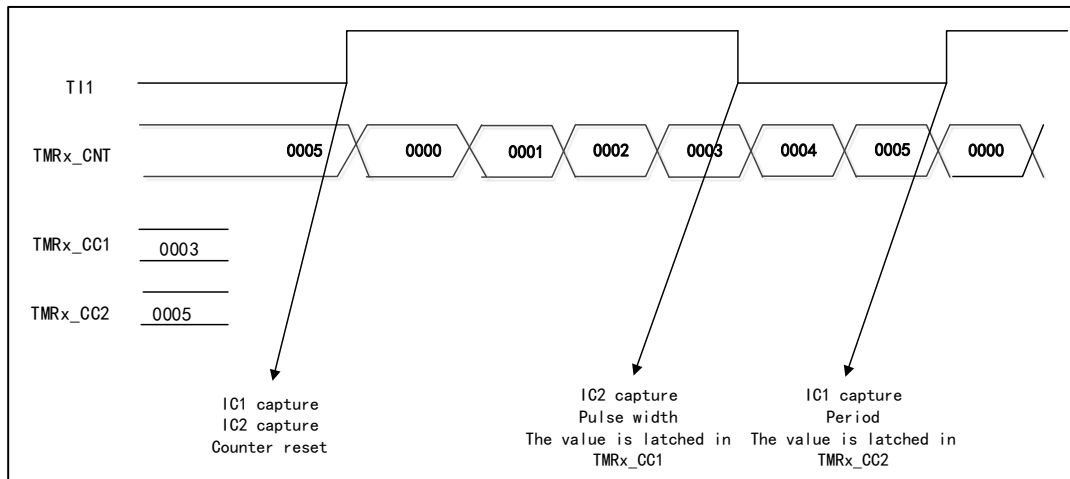 TI1
TMRx_CNT
0005 0000 0001 0002 0003 0004 0005 0000
TMRx_CC1
0003
TMRx_CC2
0005
IC1 capture
IC2 capture
Counter reset
IC2 capture
Pulse width
The value is latched in
TMRx_CC1
IC1 capture
Period
The value is latched in
TMRx_CC2